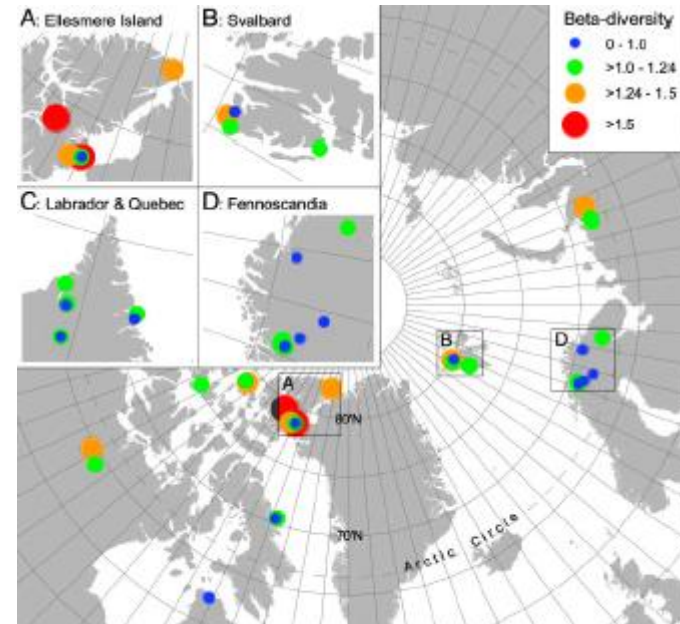 A: Ellesmere Island
B: Svalbard
Beta-diversity
0 - 1.0
>1.0 - 1.24
>1.24 - 1.5
>1.5
C: Labrador & Quebec
D: Fennoscandia
B
D
A
80°N
70°N
Arctic Circle